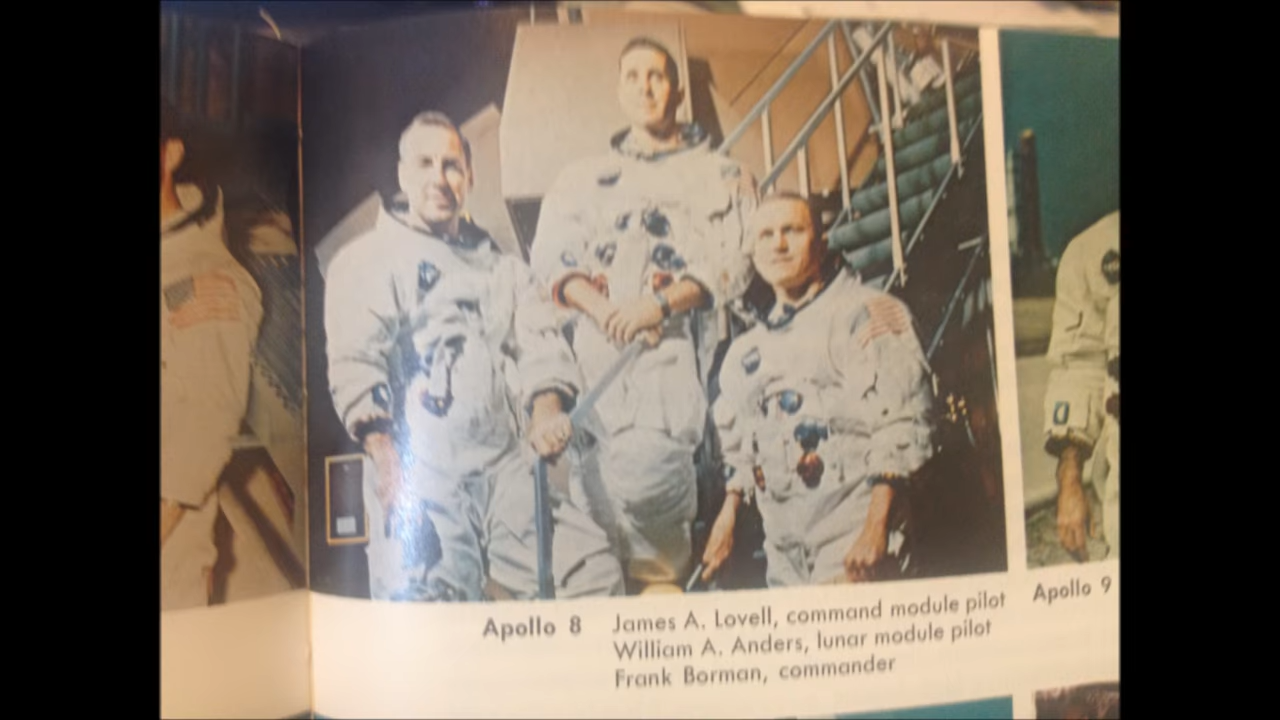 Apollo 8 James A. Lovell, command module pilot
William A. Anders, lunar module pilot
Frank Borman, commander
Apollo 9